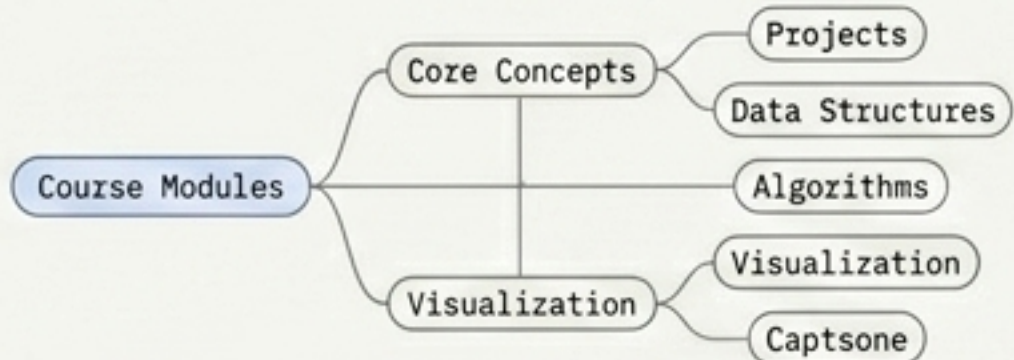 Projects
Core Concepts
Data Structures
Course Modules
Algorithms
Visualization
Visualization
Captsone